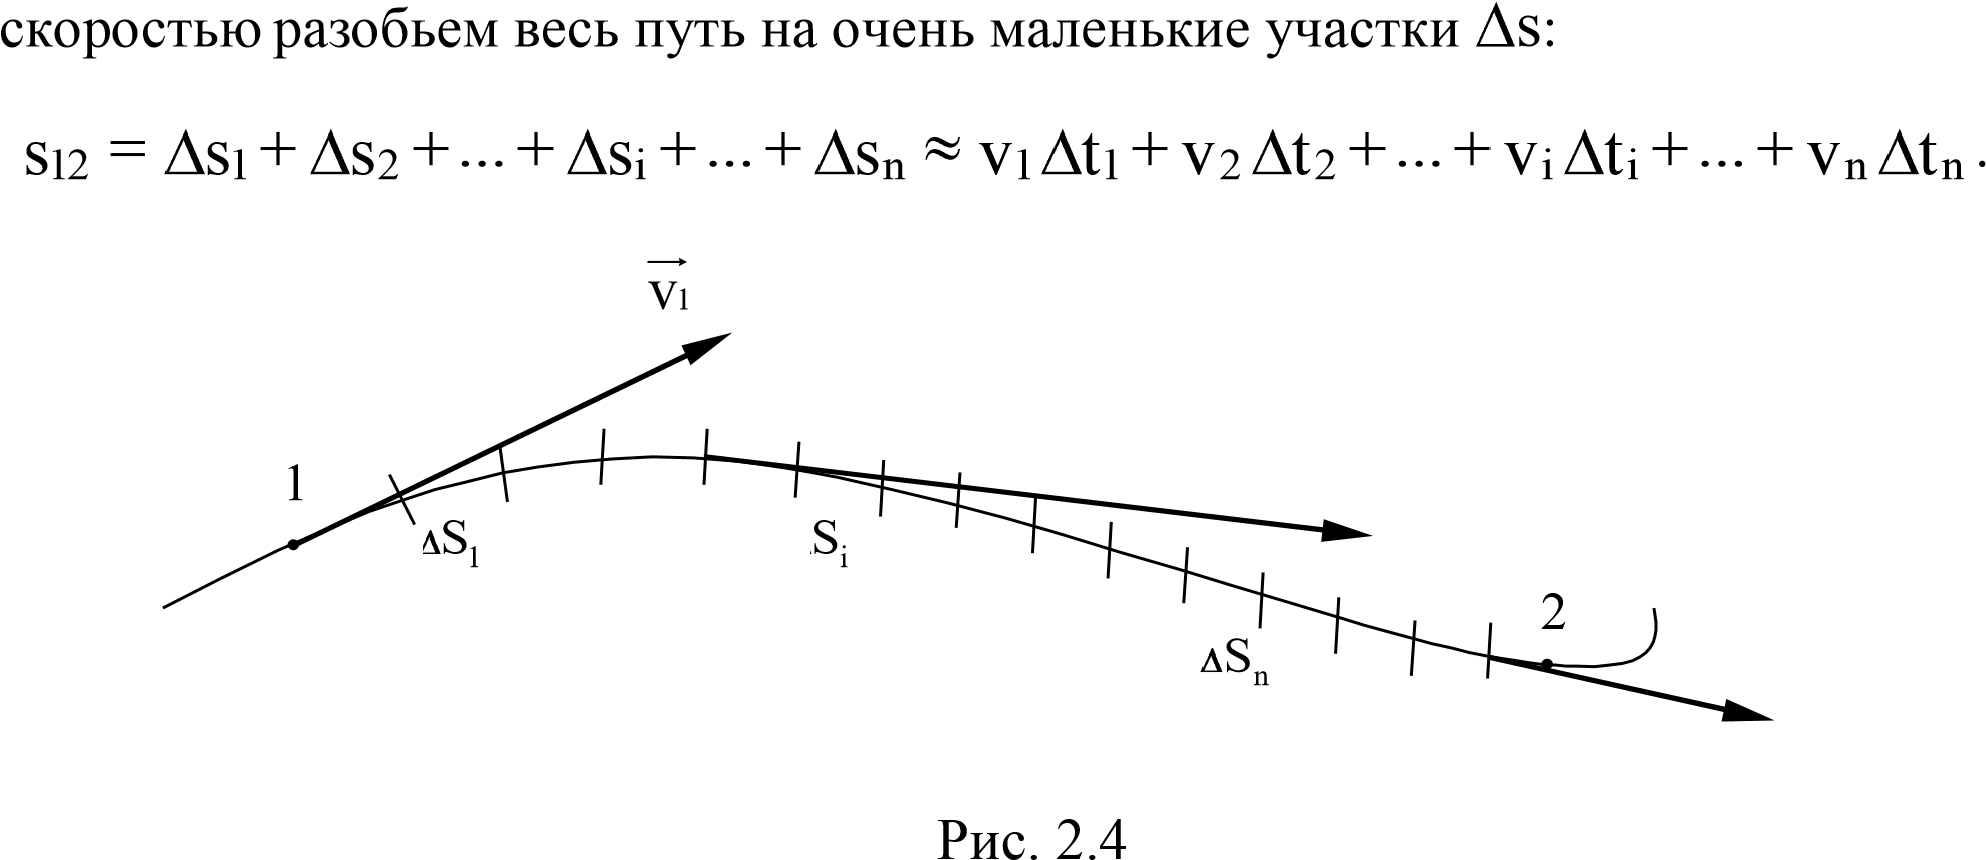 скоростью разобьем весь путь на очень маленькие участки Δs:
s12 = Δs1 + Δs2 + ... + Δsi + ... + Δsn ≈ v1 Δt1 + v2 Δt2 + ... + vi Δti + ... + vn Δtn .
v⃗1
1
ΔS1
Si
2
ΔSn
Рис. 2.4